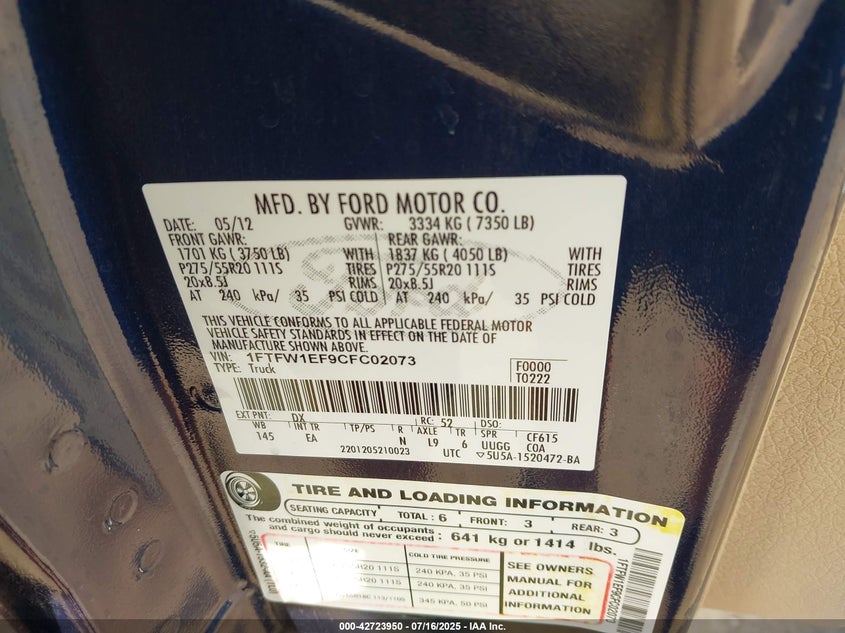 MFD. BY FORD MOTOR CO.
DATE: 05/12 GVWR: 3334 KG ( 7350 LB)
FRONT GAWR: REAR GAWR:
1701 KG ( 3750 LB) WITH 1837 KG ( 4050 LB) WITH
P275/55R20 111S TIRES P275/55R20 111S TIRES
20x8.5J RIMS 20x8.5J RIMS
AT 240 kPa/ 35 PSI COLD AT 240 kPa/ 35 PSI COLD
THIS VEHICLE CONFORMS TO ALL APPLICABLE FEDERAL MOTOR
VEHICLE SAFETY STANDARDS IN EFFECT ON THE DATE OF
MANUFACTURE SHOWN ABOVE.
VIN: 1FTFW1EF9CFC02073 F0000
TYPE: Truck T0222
EXT PNT: DX RC: 52 DSO:
WB INT TR TP/PS R AXLE TR SPR CF615
145 EA N L9 6 UUGG COA
2201205210023 UTC ▽5U5A-1520472-BA
TIRE AND LOADING INFORMATION
SEATING CAPACITY TOTAL: 6 FRONT: 3 REAR: 3
The combined weight of occupants
and cargo should never exceed: 641 kg or 1414 lbs.
TIRE SIZE COLD TIRE PRESSURE
111S 240 KPA, 35 PSI
R20 111S 240 KPA, 35 PSI
345 KPA, 50 PSI
SEE OWNERS
MANUAL FOR
ADDITIONAL
INFORMATION
1FTFW1EF9CFC02073
000-42723950 - 07/16/2025 - IAA Inc.